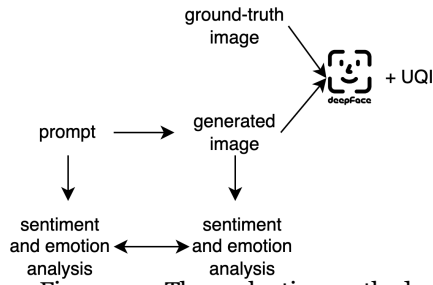 ground-truth
image
deepFace
+ UQI
prompt
generated
image
sentiment
and emotion
analysis
sentiment
and emotion
analysis